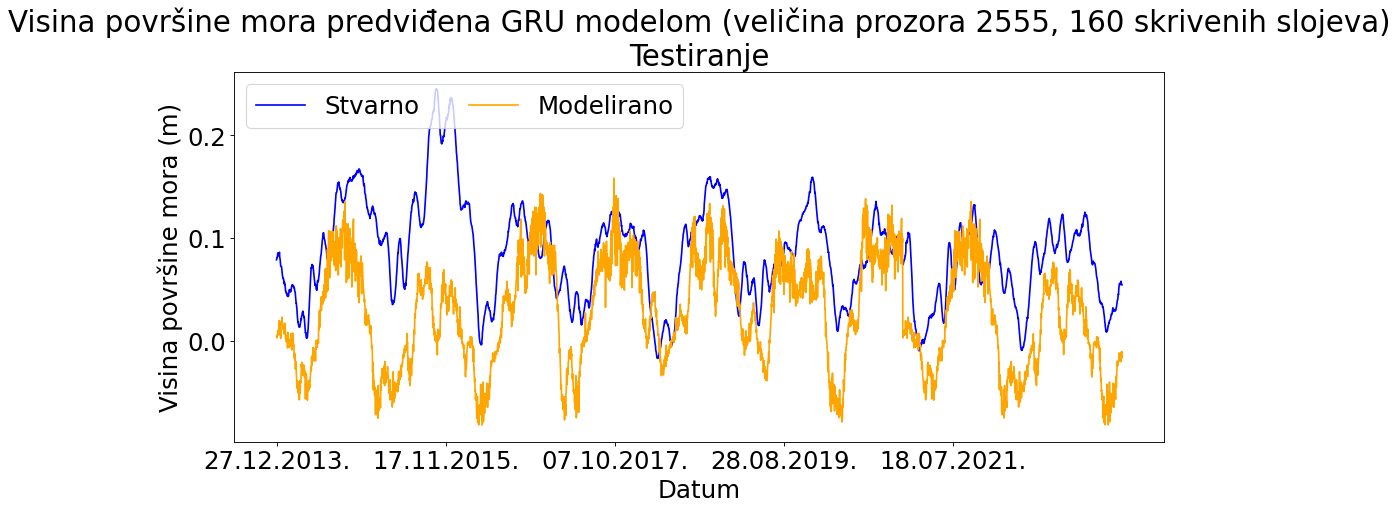 Visina površine mora predviđena GRU modelom (veličina prozora 2555, 160 skrivenih slojeva)
Testiranje
Stvarno
Modelirano
Visina površine mora (m)
0.2
0.1
0.0
27.12.2013.
17.11.2015.
07.10.2017.
28.08.2019.
18.07.2021.
Datum